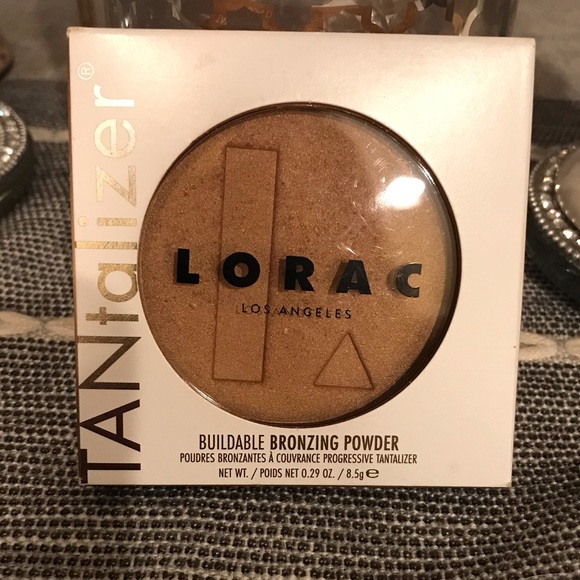 TANtalizer®
LORAC
LOS ANGELES
BUILDABLE BRONZING POWDER
POUDRES BRONZANTES À COUVRANCE PROGRESSIVE TANTALIZER
NET WT. / POIDS NET 0.29 OZ. / 8.5g ℮